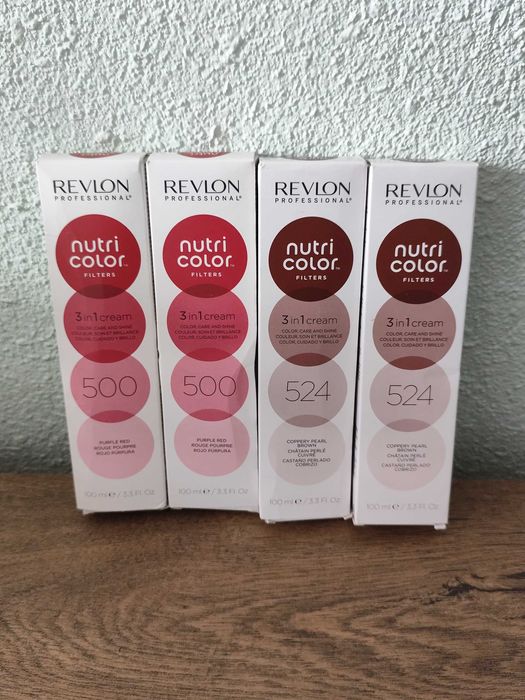 REVLON
PROFESSIONAL®
nutri
color™
FILTERS
3 in 1 cream
COLOR, CARE AND SHINE
COULEUR, SOIN ET BRILLANCE
COLOR, CUIDADO Y BRILLO
500
PURPLE RED
ROUGE POURPRE
ROJO PÚRPURA
100 ml e / 3.3 Fl. Oz
REVLON
PROFESSIONAL®
nutri
color™
FILTERS
3 in 1 cream
COLOR, CARE AND SHINE
COULEUR, SOIN ET BRILLANCE
COLOR, CUIDADO Y BRILLO
500
PURPLE RED
ROUGE POURPRE
ROJO PÚRPURA
100 ml e / 3.3 Fl. Oz
REVLON
PROFESSIONAL®
nutri
color™
FILTERS
3 in 1 cream
COLOR, CARE AND SHINE
COULEUR, SOIN ET BRILLANCE
COLOR, CUIDADO Y BRILLO
524
COPPERY PEARL
BROWN
CHÂTAIN PERLÉ
CUIVRÉ
CASTAÑO PERLADO
COBRIZO
100 ml e / 3.3 Fl. Oz
REVLON
PROFESSIONAL®
nutri
color™
FILTERS
3 in 1 cream
COLOR, CARE AND SHINE
COULEUR, SOIN ET BRILLANCE
COLOR, CUIDADO Y BRILLO
524
COPPERY PEARL
BROWN
CHÂTAIN PERLÉ
CUIVRÉ
CASTAÑO PERLADO
COBRIZO
100 ml e / 3.3 Fl. Oz